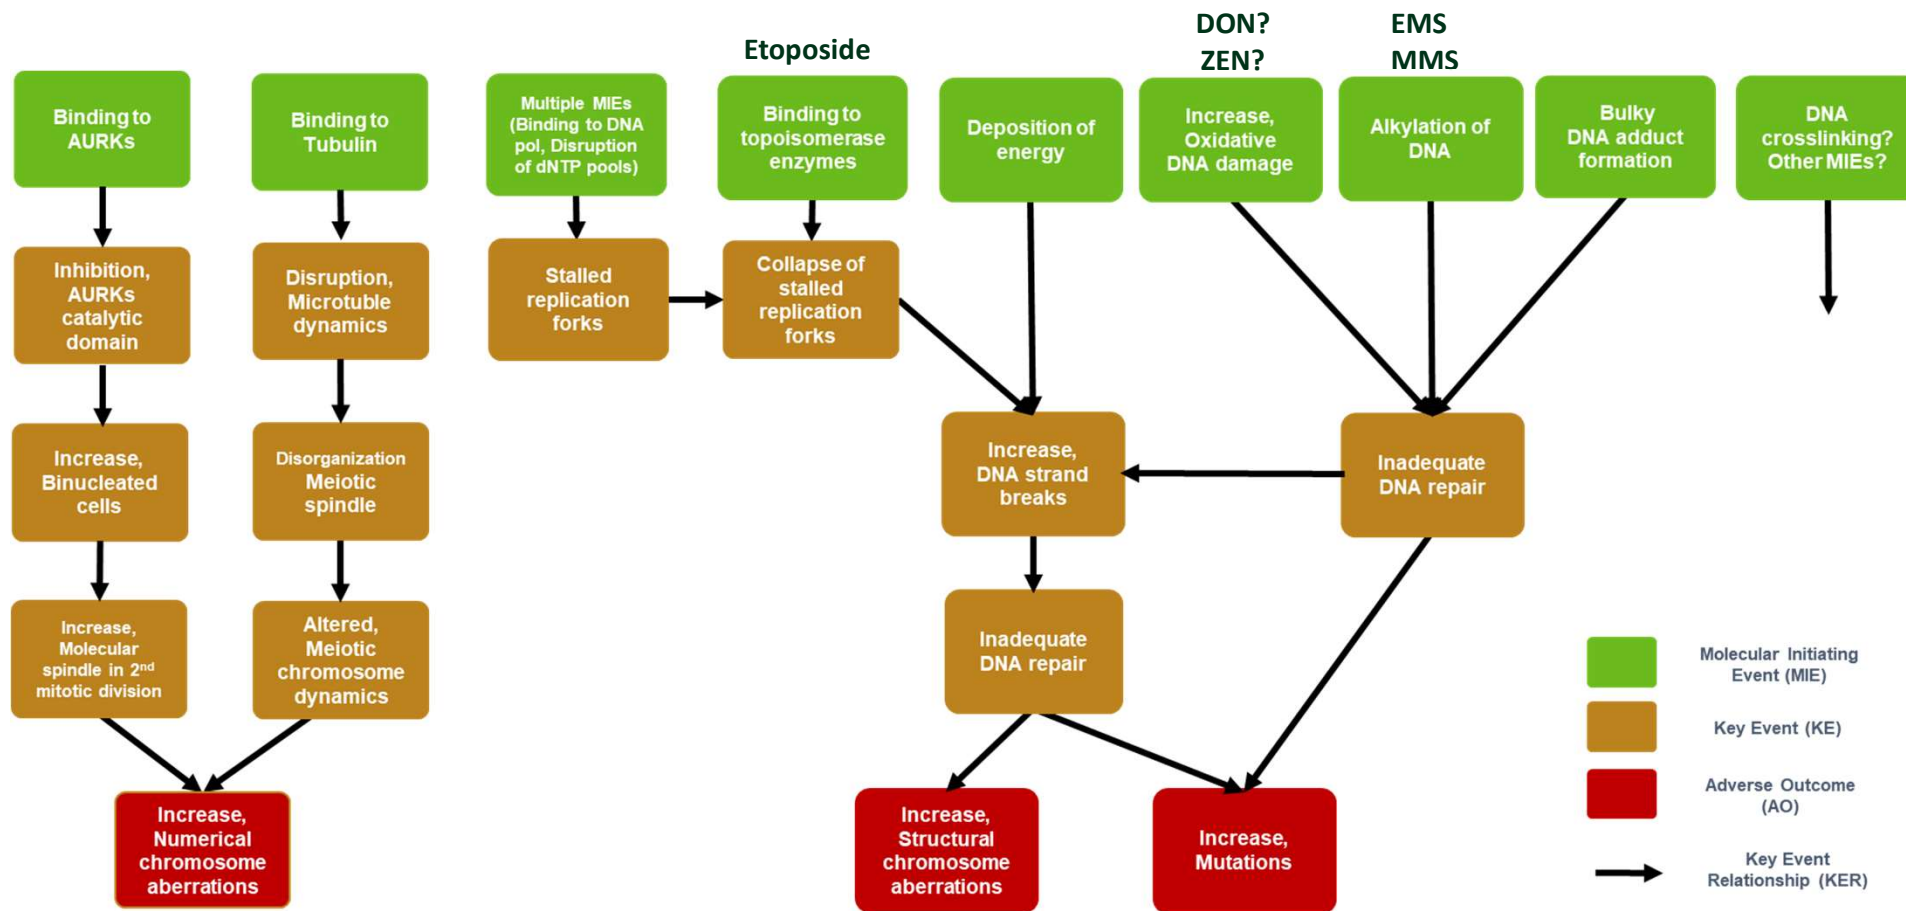 DON?
ZEN?
EMS
MMS
Etoposide
Binding to
AURKs
Binding to
Tubulin
Multiple MIEs
(Binding to DNA
pol, Disruption
of dNTP pools)
Binding to
topoisomerase
enzymes
Deposition of
energy
Increase,
Oxidative
DNA damage
Alkylation of
DNA
Bulky
DNA adduct
formation
DNA
crosslinking?
Other MIEs?
Inhibition,
AURKs
catalytic
domain
Disruption,
Microtuble
dynamics
Stalled
replication
forks
Collapse of
stalled
replication
forks
Increase,
Binucleated
cells
Disorganization
Meiotic
spindle
Increase,
DNA strand
breaks
Inadequate
DNA repair
Increase,
Molecular
spindle in 2nd
mitotic division
Altered,
Meiotic
chromosome
dynamics
Inadequate
DNA repair
Increase,
Numerical
chromosome
aberrations
Increase,
Structural
chromosome
aberrations
Increase,
Mutations
Molecular Initiating
Event (MIE)
Key Event (KE)
Adverse Outcome
(AO)
Key Event
Relationship (KER)